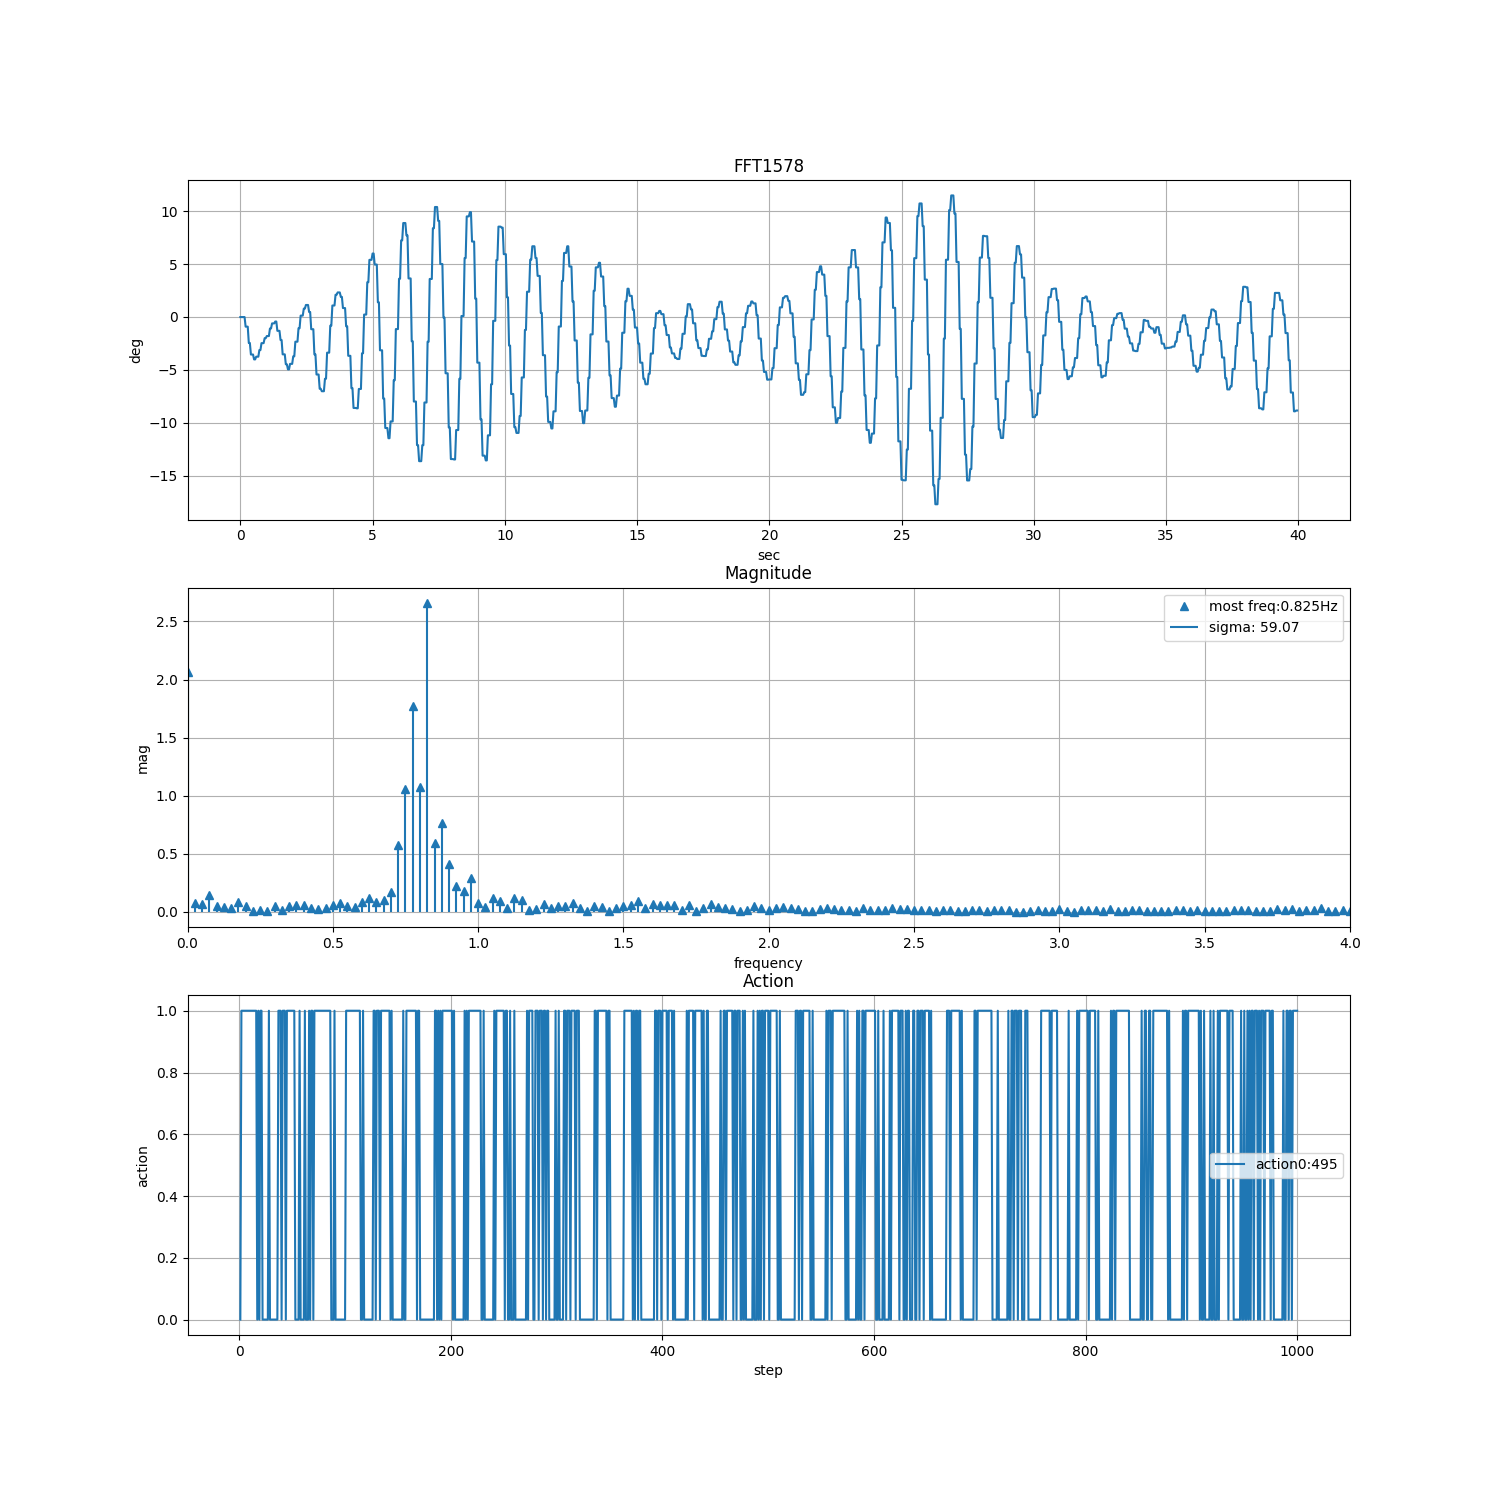 FFT1578
10
5
0
−5
−10
−15
deg
0 5 10 15 20 25 30 35 40
sec
Magnitude
most freq:0.825Hz
sigma: 59.07
2.5
2.0
1.5
1.0
0.5
0.0
mag
0.0 0.5 1.0 1.5 2.0 2.5 3.0 3.5 4.0
frequency
Action
1.0
0.8
0.6
0.4
0.2
0.0
action
action0:495
0 200 400 600 800 1000
step